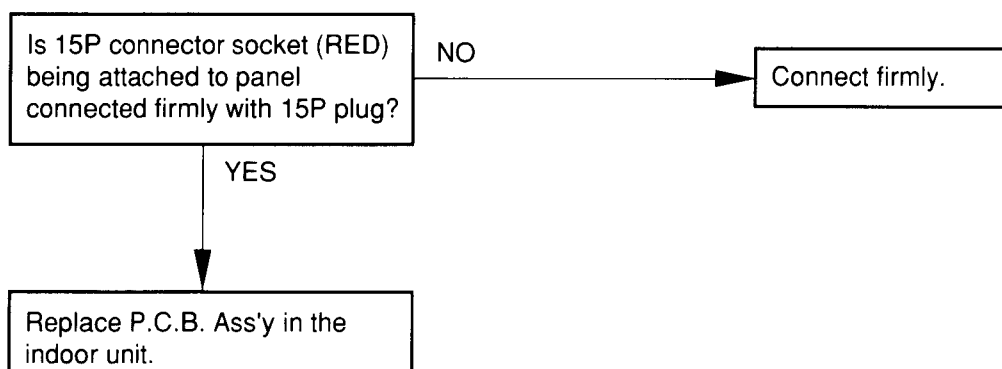 Is 15P connector socket (RED)
being attached to panel
connected firmly with 15P plug?
NO
Connect firmly.
YES
Replace P.C.B. Ass'y in the
indoor unit.